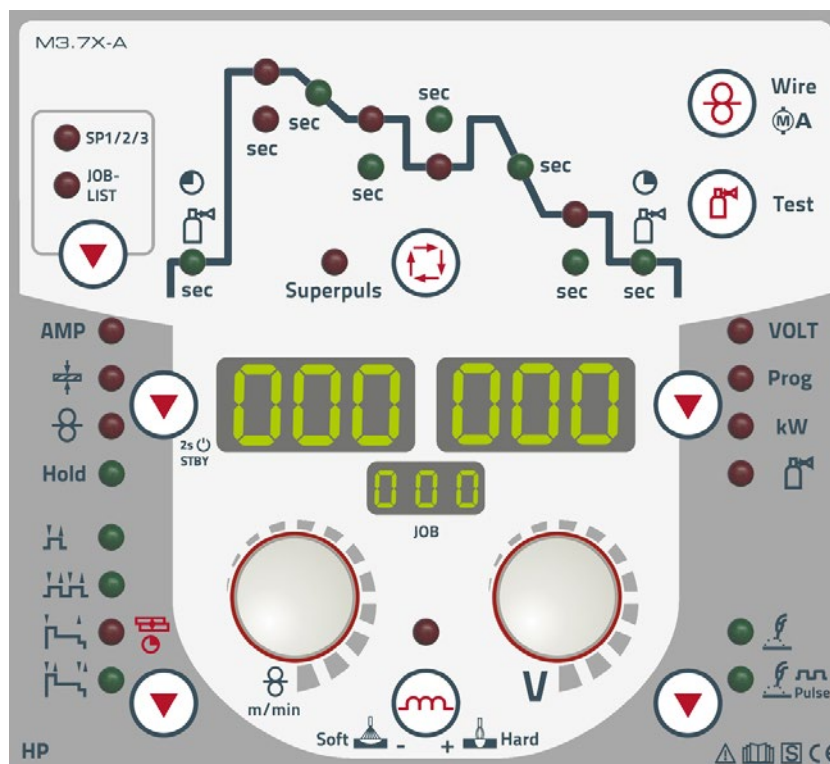 M3.7X-A
Wire
M A
SP1/2/3
JOB-
LIST
sec
sec
sec
sec
sec
Test
sec
Superpuls
sec
sec
AMP
VOLT
Prog
000
000
kW
2s
STBY
Hold
000
JOB
m/min
V
Pulse
Soft
-
+
Hard
HP
S CE